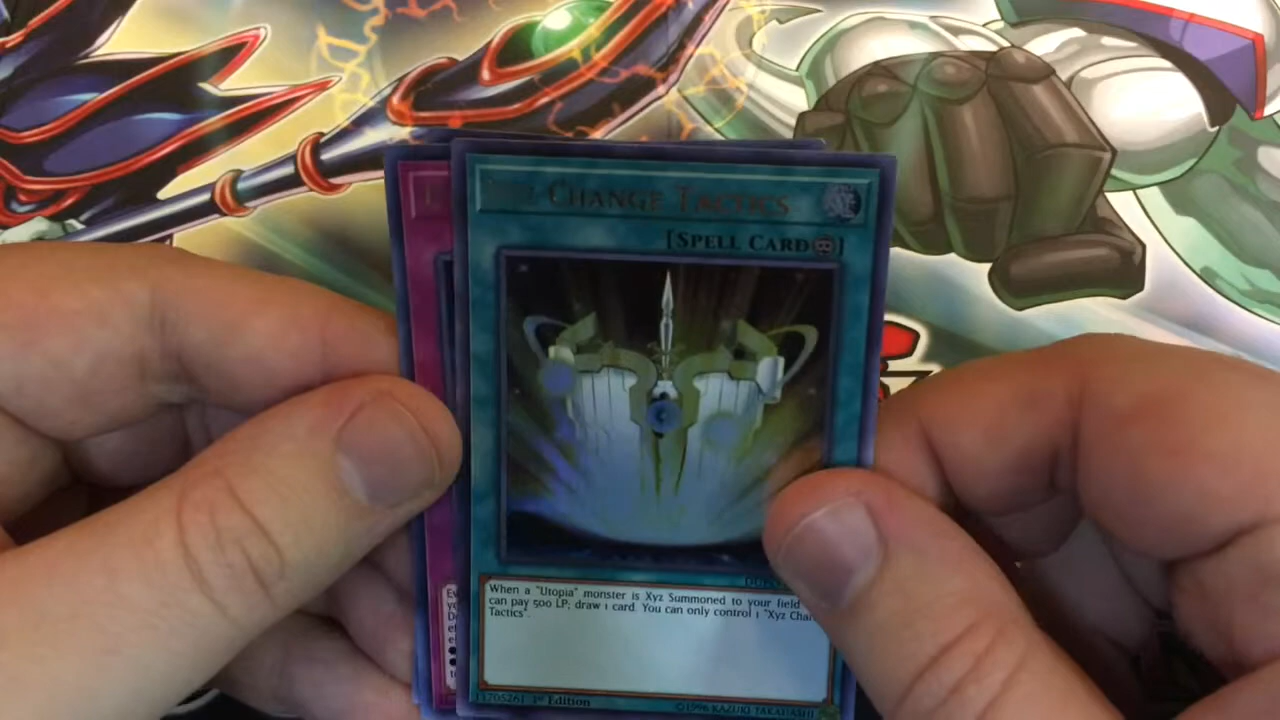 Change Tactics
[Spell Card]
When a "Utopia" monster is Xyz Summoned to your field
can pay 500 LP; draw 1 card. You can only control 1 "Xyz
Tactics".
1st Edition
©1996 KAZUKI TAKAHASHI